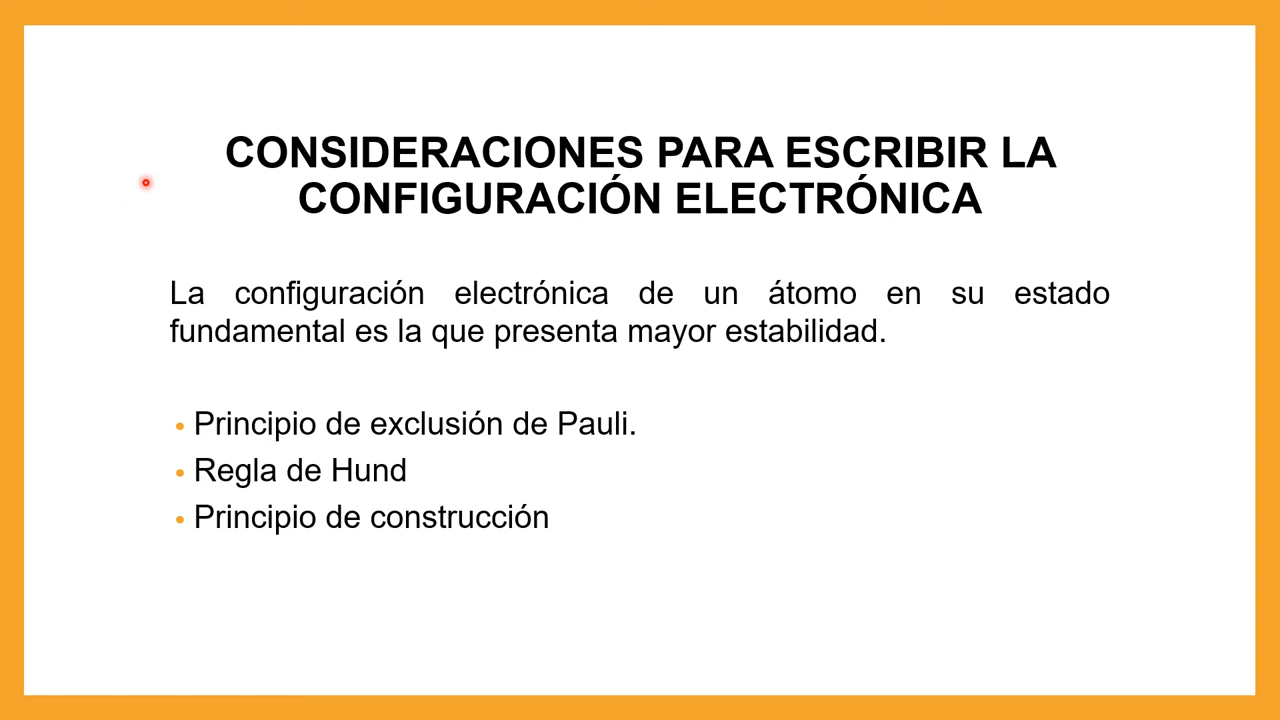 CONSIDERACIONES PARA ESCRIBIR LA
CONFIGURACIÓN ELECTRÓNICA
La configuración electrónica de un átomo en su estado
fundamental es la que presenta mayor estabilidad.
• Principio de exclusión de Pauli.
• Regla de Hund
• Principio de construcción